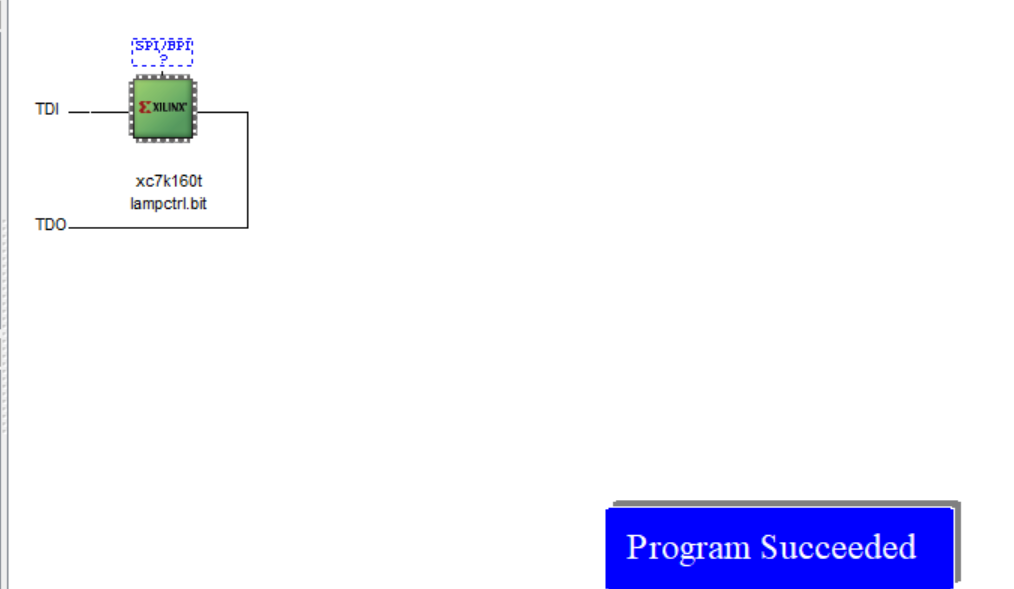 SPI/BPI
?
TDI
XILINX
xc7k160t
lampctrl.bit
TDO
Program Succeeded